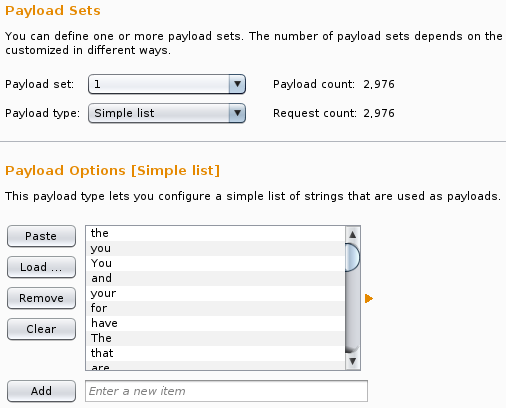 Payload Sets
You can define one or more payload sets. The number of payload sets depends on the
customized in different ways.
Payload set: 1 Payload count: 2,976
Payload type: Simple list Request count: 2,976
Payload Options [Simple list]
This payload type lets you configure a simple list of strings that are used as payloads.
Paste
Load ...
Remove
Clear
the
you
You
and
your
for
have
The
that
are
Add Enter a new item